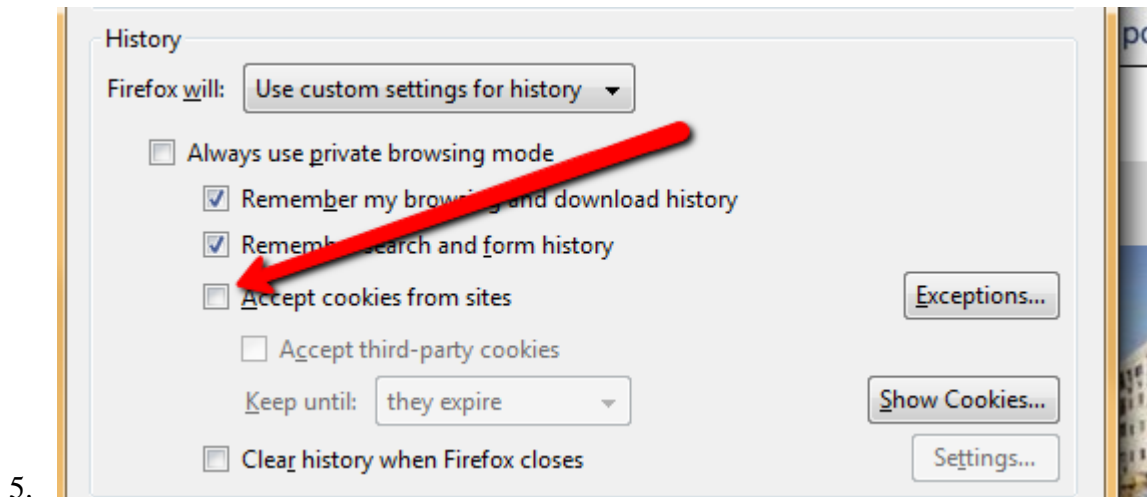 History
Firefox will: Use custom settings for history
Always use private browsing mode
Remember my browsing and download history
Remember search and form history
Accept cookies from sites Exceptions...
Accept third-party cookies
Keep until: they expire Show Cookies...
Clear history when Firefox closes Settings...
5.